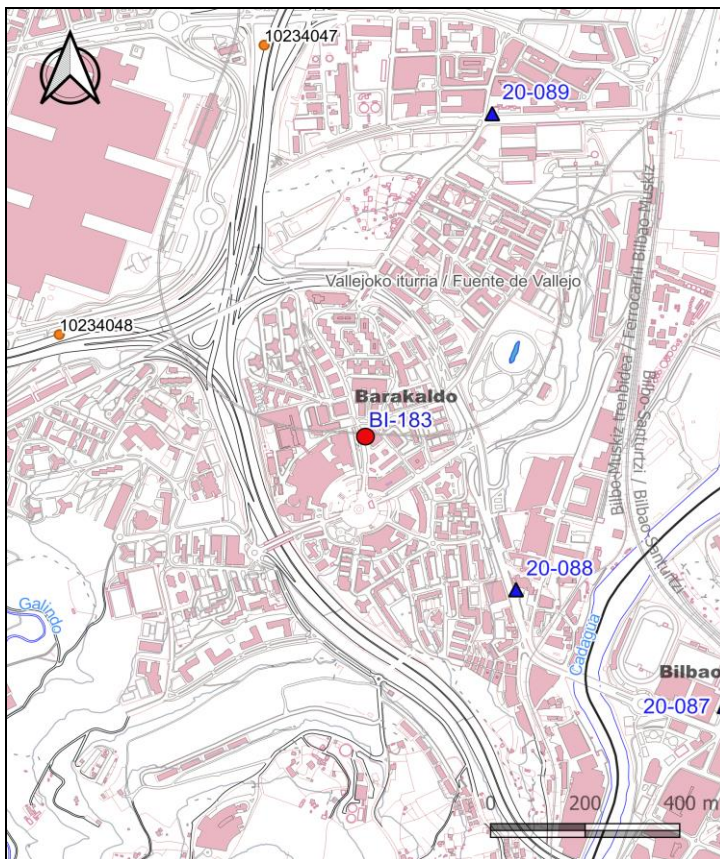 10234047
20-089
Vallejoko iturria / Fuente de Vallejo
10234048
Barakaldo
BI-183
Bilbo-Muskiz trenbidea / Ferrocarril Bilbao Muskiz
Bilbo Santurtzi / Bilbao Santurtzi
20-088
Galindo
Cadagua
Bilbao
20-087
0 200 400 m